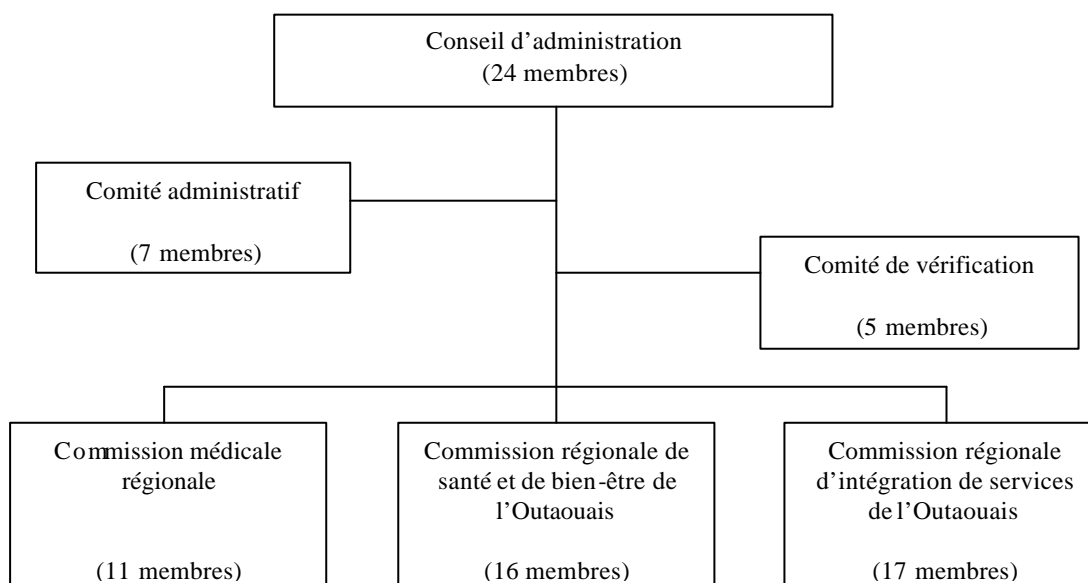 Conseil d'administration
(24 membres)
Comité administratif
(7 membres)
Comité de vérification
(5 membres)
Commission médicale
régionale
(11 membres)
Commission régionale de
santé et de bien-être de
l'Outaouais
(16 membres)
Commission régionale
d'intégration de services
de l'Outaouais
(17 membres)